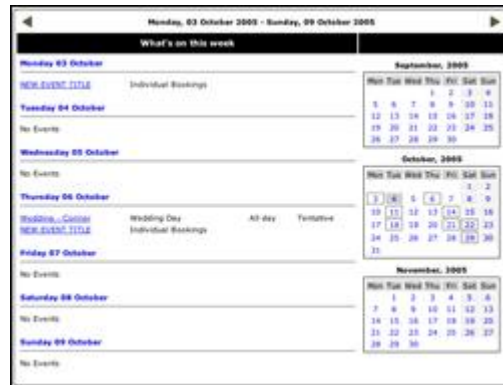 Monday, 03 October 2005 - Sunday, 09 October 2005
What's on this week
Monday 03 October
NEW EVENT TITLE Individual Bookings
Tuesday 04 October
No Events
Wednesday 05 October
No Events
Thursday 06 October
Wedding - Conner Wedding Day All day Tentative
NEW EVENT TITLE Individual Bookings
Friday 07 October
No Events
Saturday 08 October
No Events
Sunday 09 October
No Events
September, 2005
Mon Tue Wed Thu Fri Sat Sun
1 2 3 4
5 6 7 8 9 10 11
12 13 14 15 16 17 18
19 20 21 22 23 24 25
26 27 28 29 30
October, 2005
Mon Tue Wed Thu Fri Sat Sun
1 2
3 4 5 6 7 8 9
10 11 12 13 14 15 16
17 18 19 20 21 22 23
24 25 26 27 28 29 30
31
November, 2005
Mon Tue Wed Thu Fri Sat Sun
1 2 3 4 5 6
7 8 9 10 11 12 13
14 15 16 17 18 19 20
21 22 23 24 25 26 27
28 29 30